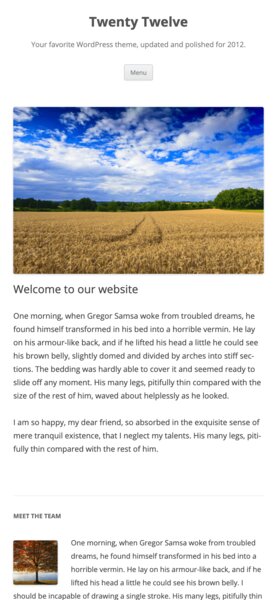 Twenty Twelve
Your favorite WordPress theme, updated and polished for 2012.
Menu
Welcome to our website
One morning, when Gregor Samsa woke from troubled dreams, he
found himself transformed in his bed into a horrible vermin. He lay
on his armour-like back, and if he lifted his head a little he could see
his brown belly, slightly domed and divided by arches into stiff sec-
tions. The bedding was hardly able to cover it and seemed ready to
slide off any moment. His many legs, pitifully thin compared with the
size of the rest of him, waved about helplessly as he looked.
I am so happy, my dear friend, so absorbed in the exquisite sense of
mere tranquil existence, that I neglect my talents. His many legs, piti-
fully thin compared with the rest of him.
MEET THE TEAM
One morning, when Gregor Samsa woke from troubled
dreams, he found himself transformed in his bed into a
horrible vermin. He lay on his armour-like back, and if he
lifted his head a little he could see his brown belly. I
should be incapable of drawing a single stroke. His many legs, pitifully thin